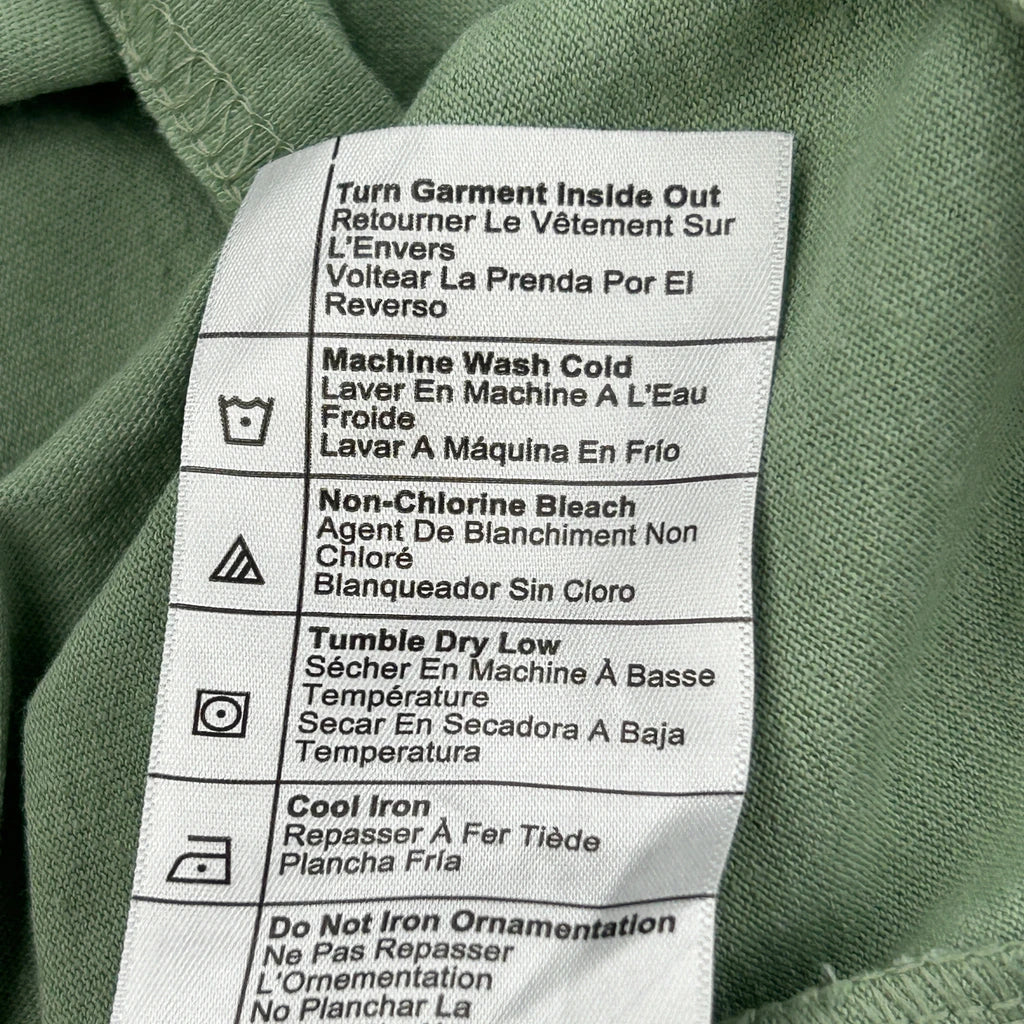 Turn Garment Inside Out
Retourner Le Vêtement Sur
L'Envers
Voltear La Prenda Por El
Reverso
Machine Wash Cold
Laver En Machine A L'Eau
Froide
Lavar A Máquina En Frío
Non-Chlorine Bleach
Agent De Blanchiment Non
Chloré
Blanqueador Sin Cloro
Tumble Dry Low
Sécher En Machine À Basse
Température
Secar En Secadora A Baja
Temperatura
Cool Iron
Repasser À Fer Tiède
Plancha Fría
Do Not Iron Ornamentation
Ne Pas Repasser
L'Ornementation
No Planchar La